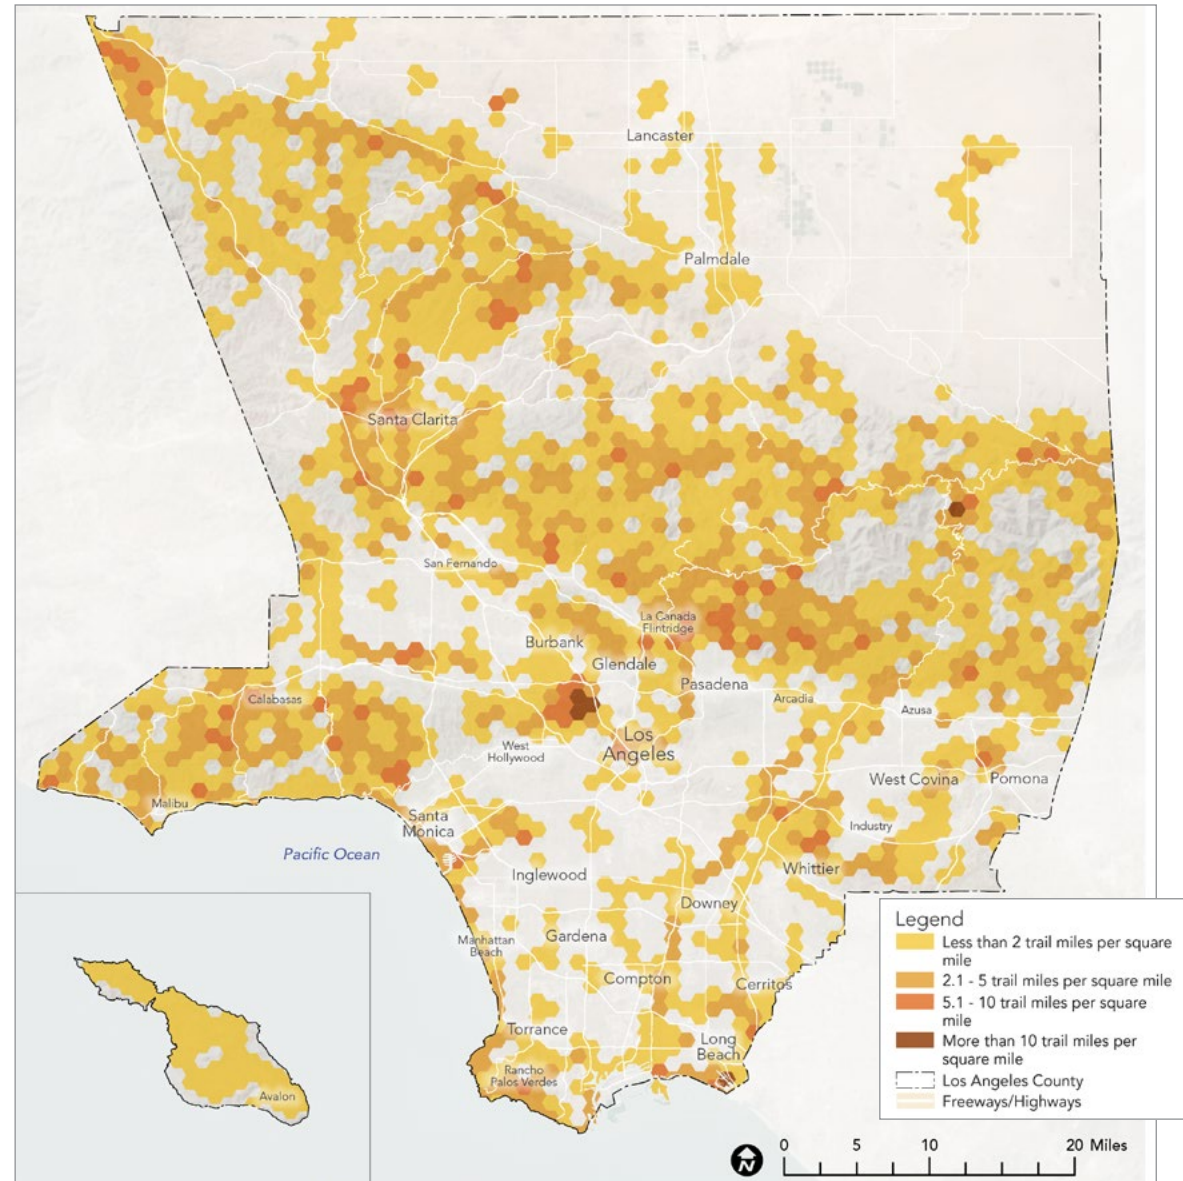 Lancaster
Palmdale
Santa Clarita
San Fernando
La Canada
Flintridge
Burbank
Glendale
Pasadena
Arcadia
Azusa
Calabasas
Los
Angeles
West
Hollywood
West Covina
Pomona
Malibu
Santa
Monica
Industry
Pacific Ocean
Inglewood
Whittier
Downey
Manhattan
Beach
Gardena
Compton
Cerritos
Torrance
Long
Beach
Rancho
Palos Verdes
Avalon
Legend
Less than 2 trail miles per square
mile
2.1 - 5 trail miles per square mile
5.1 - 10 trail miles per square
mile
More than 10 trail miles per
square mile
Los Angeles County
Freeways/Highways
N
0 5 10 20 Miles